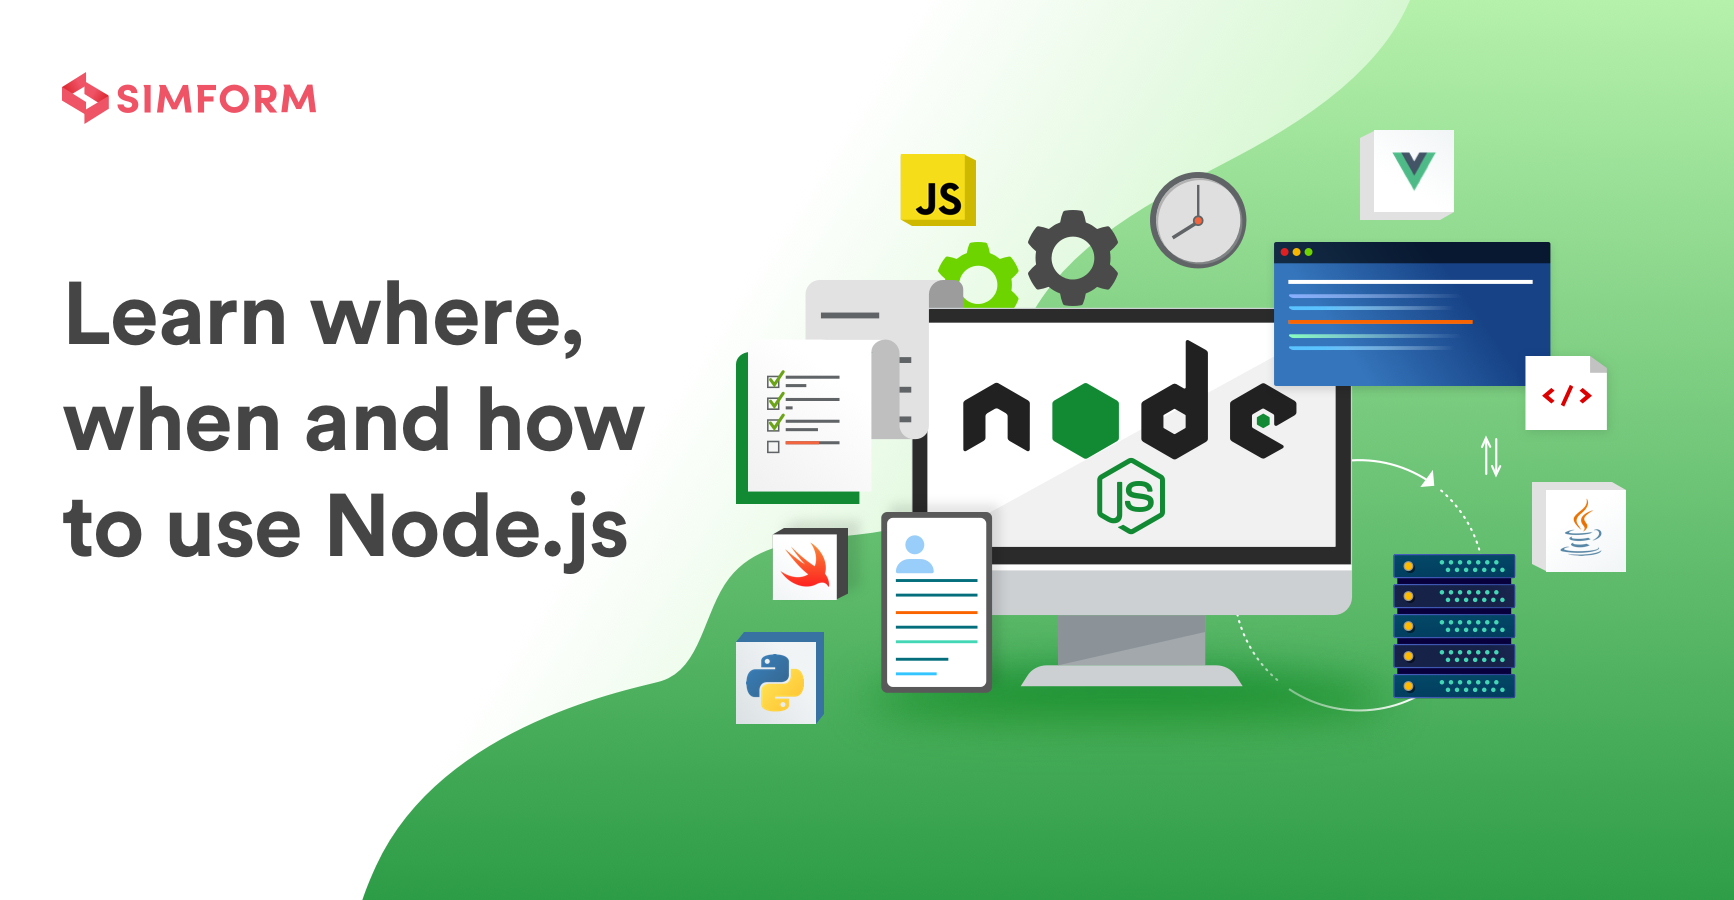 SIMFORM
Learn where,
when and how
to use Node.js
JS
node
JS
</>